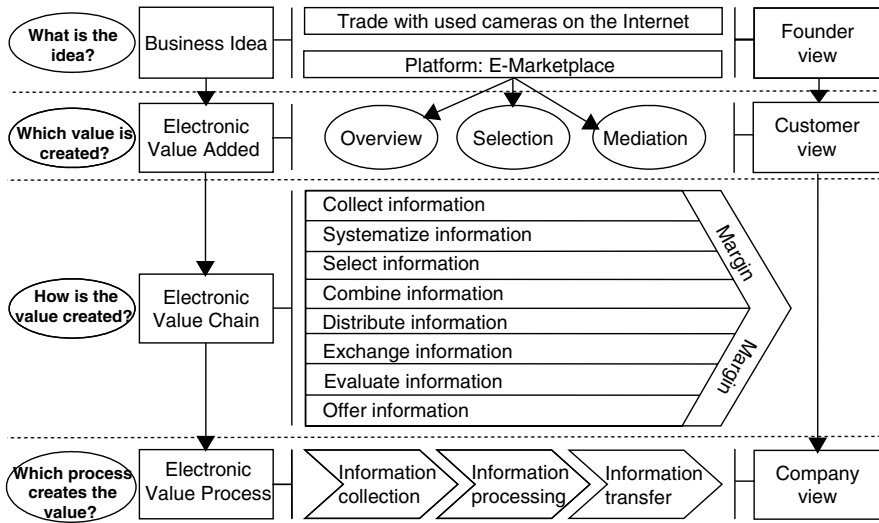 What is the
idea?
Business Idea
Trade with used cameras on the Internet
Platform: E-Marketplace
Founder
view
Which value is
created?
Electronic
Value Added
Overview
Selection
Mediation
Customer
view
How is the
value created?
Electronic
Value Chain
Collect information
Systematize information
Select information
Combine information
Distribute information
Exchange information
Evaluate information
Offer information
Margin
Margin
Which process
creates the
value?
Electronic
Value Process
Information
collection
Information
processing
Information
transfer
Company
view